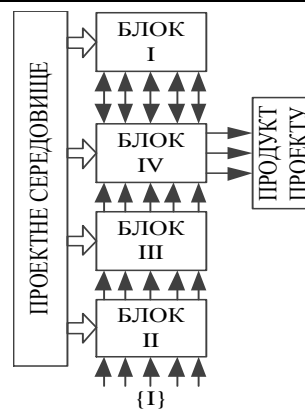 ПРОЕКТНЕ СЕРЕДОВИЩЕ
БЛОК
I
БЛОК
IV
ПРОДУКТ
ПРОЕКТУ
БЛОК
III
БЛОК
II
{I}